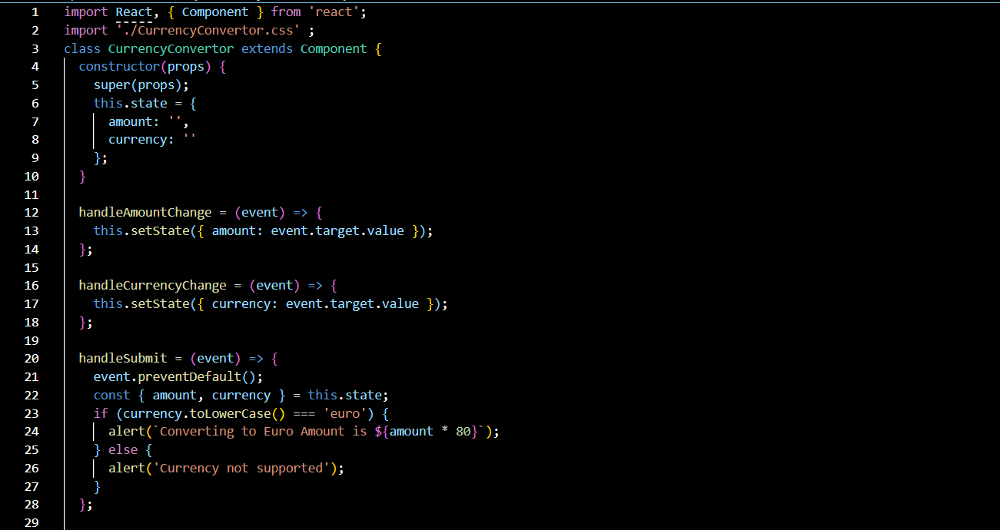 1 import React, { Component } from 'react';
2 import './CurrencyConvertor.css' ;
3 class CurrencyConvertor extends Component {
4 constructor(props) {
5 super(props);
6 this.state = {
7 amount: '',
8 currency: ''
9 };
10 }
11
12 handleAmountChange = (event) => {
13 this.setState({ amount: event.target.value });
14 };
15
16 handleCurrencyChange = (event) => {
17 this.setState({ currency: event.target.value });
18 };
19
20 handleSubmit = (event) => {
21 event.preventDefault();
22 const { amount, currency } = this.state;
23 if (currency.toLowerCase() === 'euro') {
24 alert(`Converting to Euro Amount is ${amount * 80}`);
25 } else {
26 alert('Currency not supported');
27 }
28 };
29